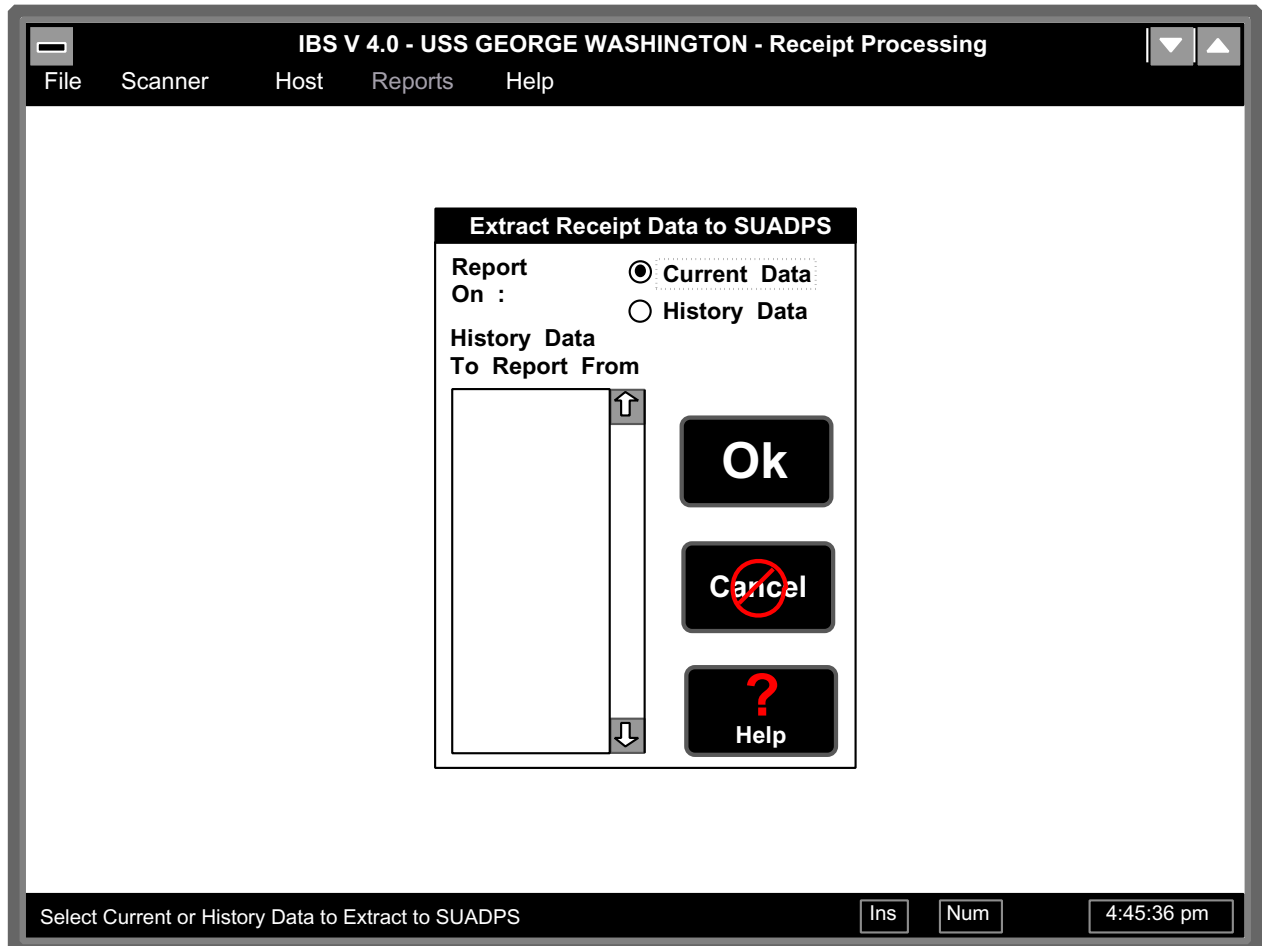 IBS V 4.0 - USS GEORGE WASHINGTON - Receipt Processing
File Scanner Host Reports Help
Extract Receipt Data to SUADPS
Report
On :
Current Data
History Data
History Data
To Report From
Ok
Cancel
?
Help
Select Current or History Data to Extract to SUADPS
Ins
Num
4:45:36 pm